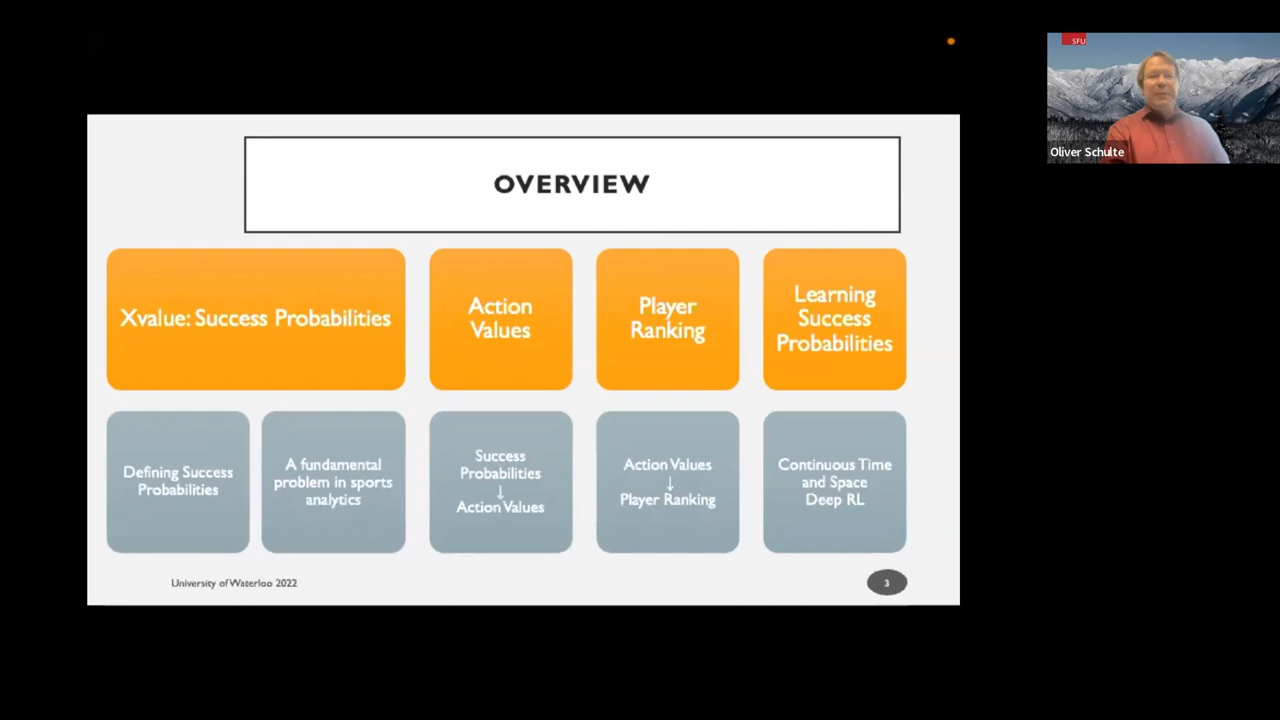 SFU
Oliver Schulte
OVERVIEW
Xvalue: Success Probabilities
Action
Values
Player
Ranking
Learning
Success
Probabilities
Defining Success
Probabilities
A fundamental
problem in sports
analytics
Success
Probabilities
↓
Action Values
Action Values
↓
Player Ranking
Continuous Time
and Space
Deep RL
University of Waterloo 2022
3